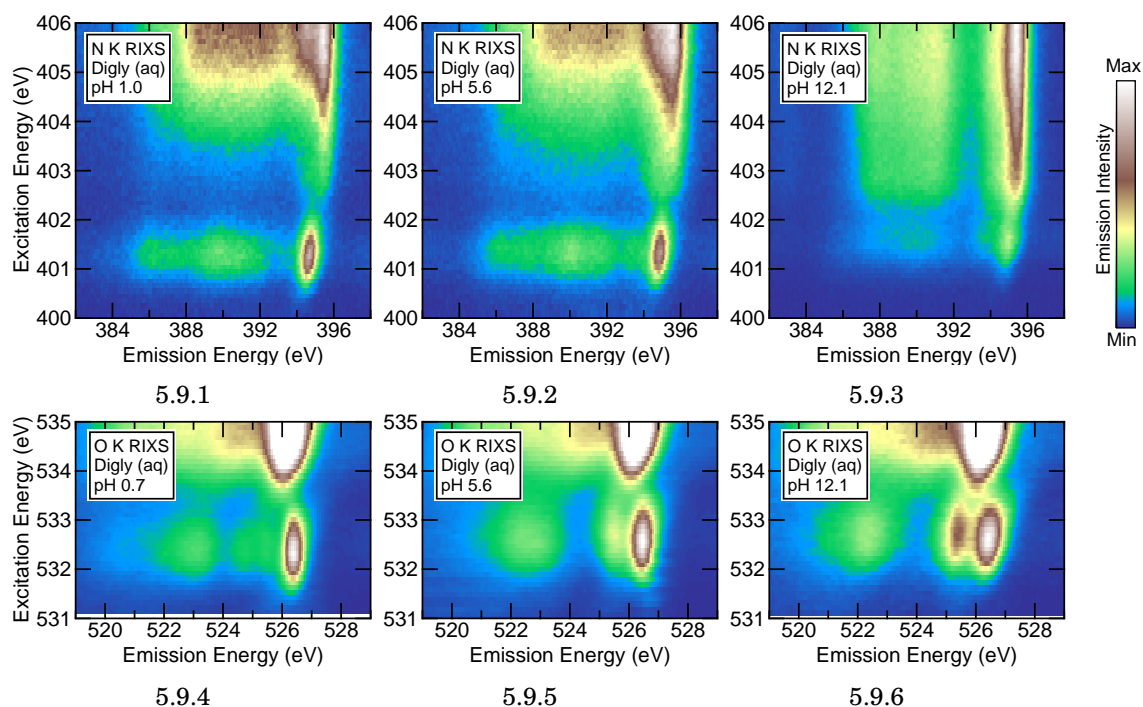 406
405
404
403
402
401
400
Excitation Energy (eV)
N K RIXS
Digly (aq)
pH 1.0
384 388 392 396
Emission Energy (eV)
5.9.1
406
405
404
403
402
401
400
N K RIXS
Digly (aq)
pH 5.6
384 388 392 396
Emission Energy (eV)
5.9.2
406
405
404
403
402
401
400
N K RIXS
Digly (aq)
pH 12.1
384 388 392 396
Emission Energy (eV)
5.9.3
Max
Emission Intensity
Min
535
534
533
532
531
Excitation Energy (eV)
O K RIXS
Digly (aq)
pH 0.7
520 522 524 526 528
Emission Energy (eV)
5.9.4
535
534
533
532
531
O K RIXS
Digly (aq)
pH 5.6
520 522 524 526 528
Emission Energy (eV)
5.9.5
535
534
533
532
531
O K RIXS
Digly (aq)
pH 12.1
520 522 524 526 528
Emission Energy (eV)
5.9.6